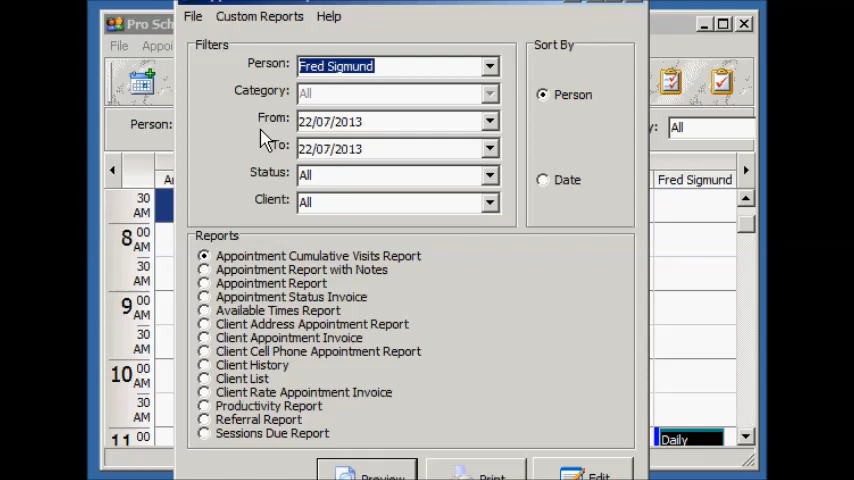 Pro Sch
File Custom Reports Help
File Appoi
Filters
Sort By
Person: Fred Sigmund
Category: All
From: 22/07/2013
To: 22/07/2013
Status: All
Client: All
Person
Date
Person:
y: All
Fred Sigmund
30
AM
8 00
AM
30
AM
9 00
AM
30
AM
10 00
AM
30
AM
11 00
Daily
Reports
Appointment Cumulative Visits Report
Appointment Report with Notes
Appointment Report
Appointment Status Invoice
Available Times Report
Client Address Appointment Report
Client Appointment Invoice
Client Cell Phone Appointment Report
Client History
Client List
Client Rate Appointment Invoice
Productivity Report
Referral Report
Sessions Due Report
Preview Print Edit